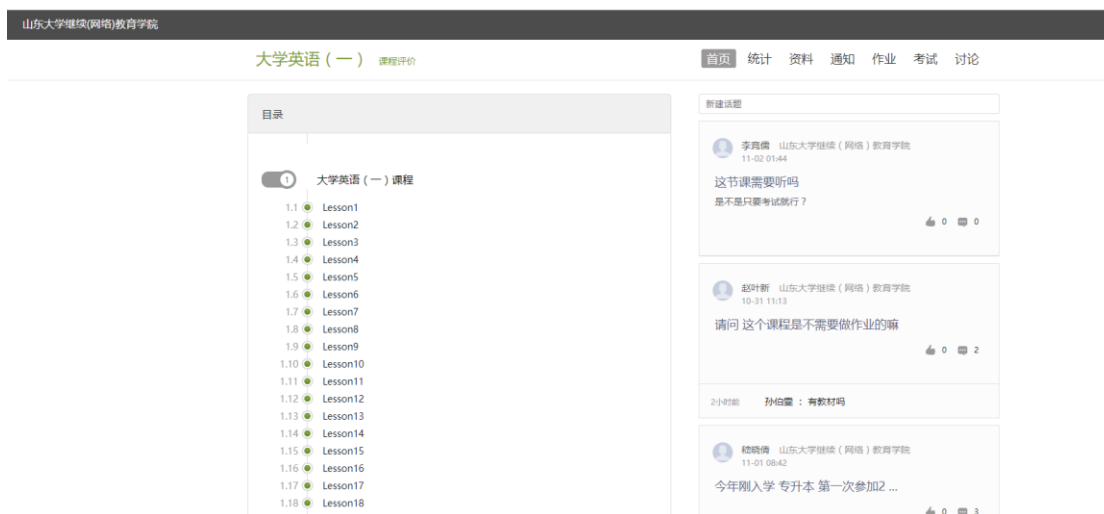 山东大学继续(网络)教育学院
大学英语（一） 课程评价
首页 统计 资料 通知 作业 考试 讨论
目录
1 大学英语（一）课程
1.1 Lesson1
1.2 Lesson2
1.3 Lesson3
1.4 Lesson4
1.5 Lesson5
1.6 Lesson6
1.7 Lesson7
1.8 Lesson8
1.9 Lesson9
1.10 Lesson10
1.11 Lesson11
1.12 Lesson12
1.13 Lesson13
1.14 Lesson14
1.15 Lesson15
1.16 Lesson16
1.17 Lesson17
1.18 Lesson18
新建话题
李竟儒 山东大学继续（网络）教育学院
11-02 01:44
这节课需要听吗
是不是只要考试就行？
0 0
赵叶新 山东大学继续（网络）教育学院
10-31 11:13
请问 这个课程是不需要做作业的嘛
0 2
2小时前 孙伯雷 ： 有教材吗
晓倩 山东大学继续（网络）教育学院
11-01 08:42
今年刚入学 专升本 第一次参加2 ...
0 3